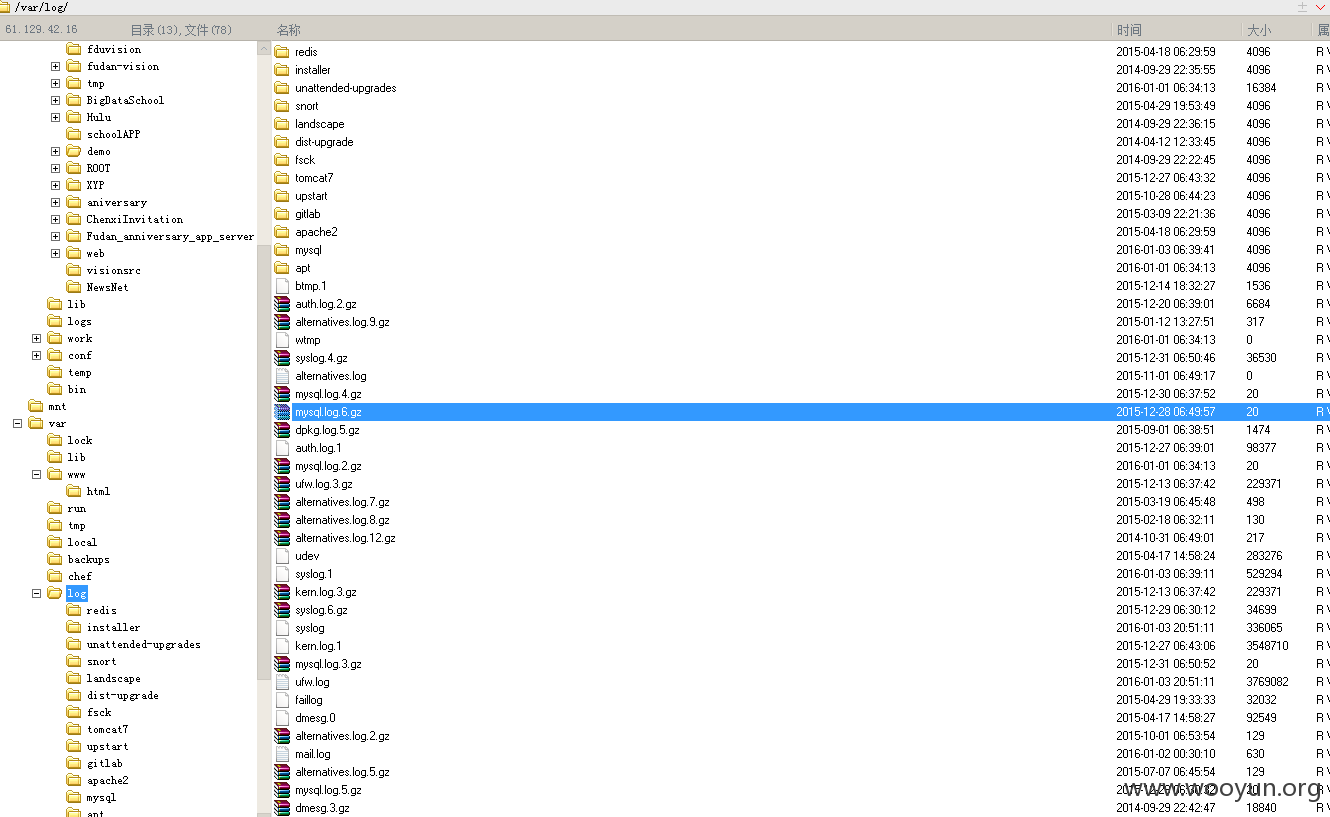 /var/log/
61.129.42.16 目录(13),文件(78) 名称 时间 大小 属
fduvision
fudan-vision
tmp
BigDataSchool
Hulu
schoolAPP
demo
ROOT
XYP
aniversary
ChenxiInvitation
Fudan_anniversary_app_server
web
visionsrc
NewsNet
lib
logs
work
conf
temp
bin
mnt
var
lock
lib
www
html
run
tmp
local
backups
chef
log
redis
installer
unattended-upgrades
snort
landscape
dist-upgrade
fsck
tomcat7
upstart
gitlab
apache2
mysql
apt
redis 2015-04-18 06:29:59 4096 R
installer 2014-09-29 22:35:55 4096 R
unattended-upgrades 2016-01-01 06:34:13 16384 R
snort 2015-04-29 19:53:49 4096 R
landscape 2014-09-29 22:36:15 4096 R
dist-upgrade 2014-04-12 12:33:45 4096 R
fsck 2014-09-29 22:22:45 4096 R
tomcat7 2015-12-27 06:43:32 4096 R
upstart 2015-10-28 06:44:23 4096 R
gitlab 2015-03-09 22:21:36 4096 R
apache2 2015-04-18 06:29:59 4096 R
mysql 2016-01-03 06:39:41 4096 R
apt 2016-01-01 06:34:13 4096 R
btmp.1 2015-12-14 18:32:27 1536 R
auth.log.2.gz 2015-12-20 06:39:01 6684 R
alternatives.log.9.gz 2015-01-12 13:27:51 317 R
wtmp 2016-01-01 06:34:13 0 R
syslog.4.gz 2015-12-31 06:50:46 36530 R
alternatives.log 2015-11-01 06:49:17 0 R
mysql.log.4.gz 2015-12-30 06:37:52 20 R
mysql.log.6.gz 2015-12-28 06:49:57 20 R
dpkg.log.5.gz 2015-09-01 06:38:51 1474 R
auth.log.1 2015-12-27 06:39:01 98377 R
mysql.log.2.gz 2016-01-01 06:34:13 20 R
ufw.log.3.gz 2015-12-13 06:37:42 229371 R
alternatives.log.7.gz 2015-03-19 06:45:48 498 R
alternatives.log.8.gz 2015-02-18 06:32:11 130 R
alternatives.log.12.gz 2014-10-31 06:49:01 217 R
udev 2015-04-17 14:58:24 283276 R
syslog.1 2016-01-03 06:39:11 529294 R
kern.log.3.gz 2015-12-13 06:37:42 229371 R
syslog.6.gz 2015-12-29 06:30:12 34699 R
syslog 2016-01-03 20:51:11 336065 R
kern.log.1 2015-12-27 06:43:06 3548710 R
mysql.log.3.gz 2015-12-31 06:50:52 20 R
ufw.log 2016-01-03 20:51:11 3769082 R
faillog 2015-04-29 19:33:33 32032 R
dmesg.0 2015-04-17 14:58:27 92549 R
alternatives.log.2.gz 2015-10-01 06:53:54 129 R
mail.log 2016-01-02 00:30:10 630 R
alternatives.log.5.gz 2015-07-07 06:45:54 129 R
mysql.log.5.gz 20 R
dmesg.3.gz 2014-09-29 22:42:47 18840 R
www.wooyun.org